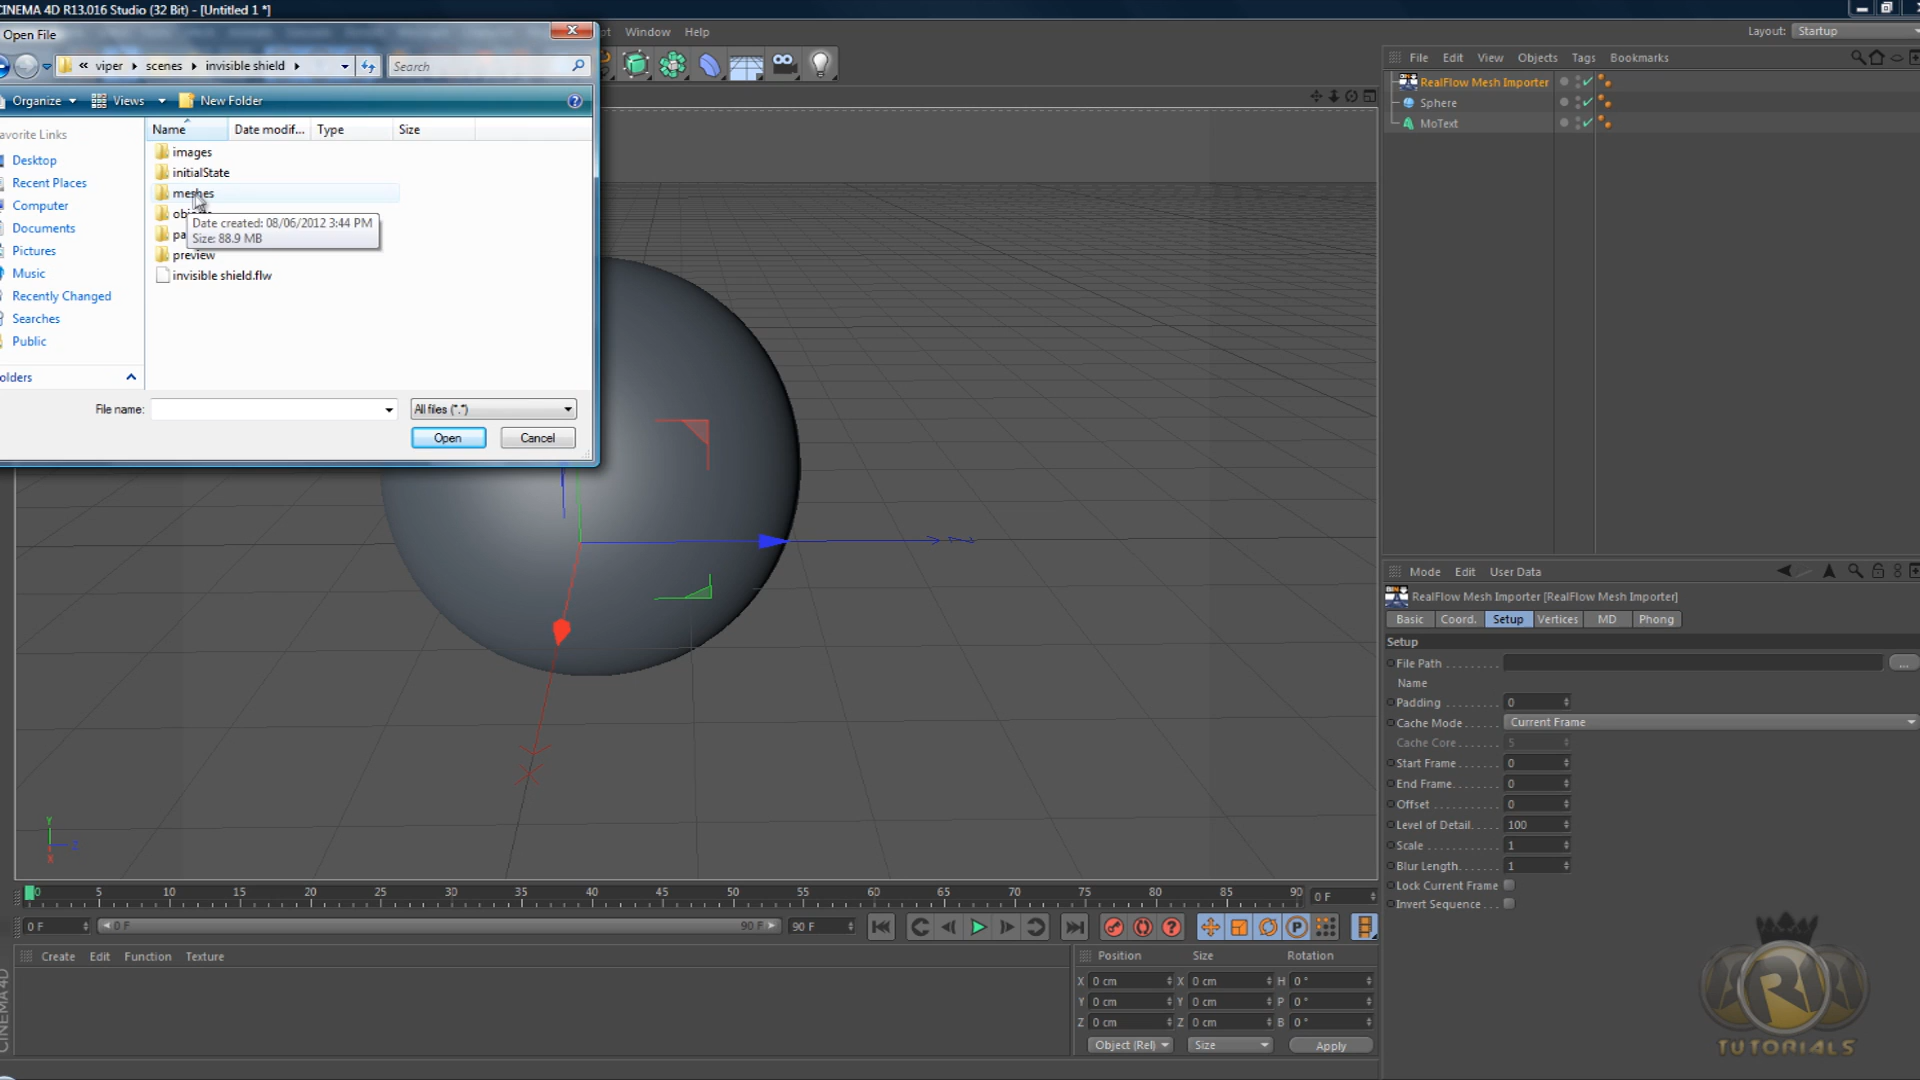 CINEMA 4D R13.016 Studio (32 Bit) - [Untitled 1 *]
Open File
Window Help
Layout: Startup
« viper scenes invisible shield
Search
Organize Views New Folder
File Edit View Objects Tags Bookmarks
RealFlow Mesh Importer
Sphere
MoText
avorite Links
Desktop
Recent Places
Computer
Documents
Pictures
Music
Recently Changed
Searches
Public
olders
Name Date modif... Type Size
images
initialState
meshes
Date created: 08/06/2012 3:44 PM
Size: 88.9 MB
preview
invisible shield.flw
File name:
All files (*.*)
Open Cancel
Mode Edit User Data
RealFlow Mesh Importer [RealFlow Mesh Importer]
Basic Coord. Setup Vertices MD Phong
Setup
File Path . . . . . . . . . ...
Name
Padding . . . . . . . . . 0
Cache Mode . . . . . . Current Frame
Cache Core . . . . . . . 5
Start Frame . . . . . . . 0
End Frame . . . . . . . . 0
Offset . . . . . . . . . . . 0
Level of Detail. . . . . 100
Scale . . . . . . . . . . . . 1
Blur Length. . . . . . . 1
Lock Current Frame
Invert Sequence . . .
Y
Z
X
0 5 10 15 20 25 30 35 40 45 50 55 60 65 70 75 80 85 90 0 F
0 F 0 F 90 F 90 F
Create Edit Function Texture
Position Size Rotation
X 0 cm X 0 cm H 0 °
Y 0 cm Y 0 cm P 0 °
Z 0 cm Z 0 cm B 0 °
Object (Rel) Size Apply
CINEMA 4D
R
TUTORIALS